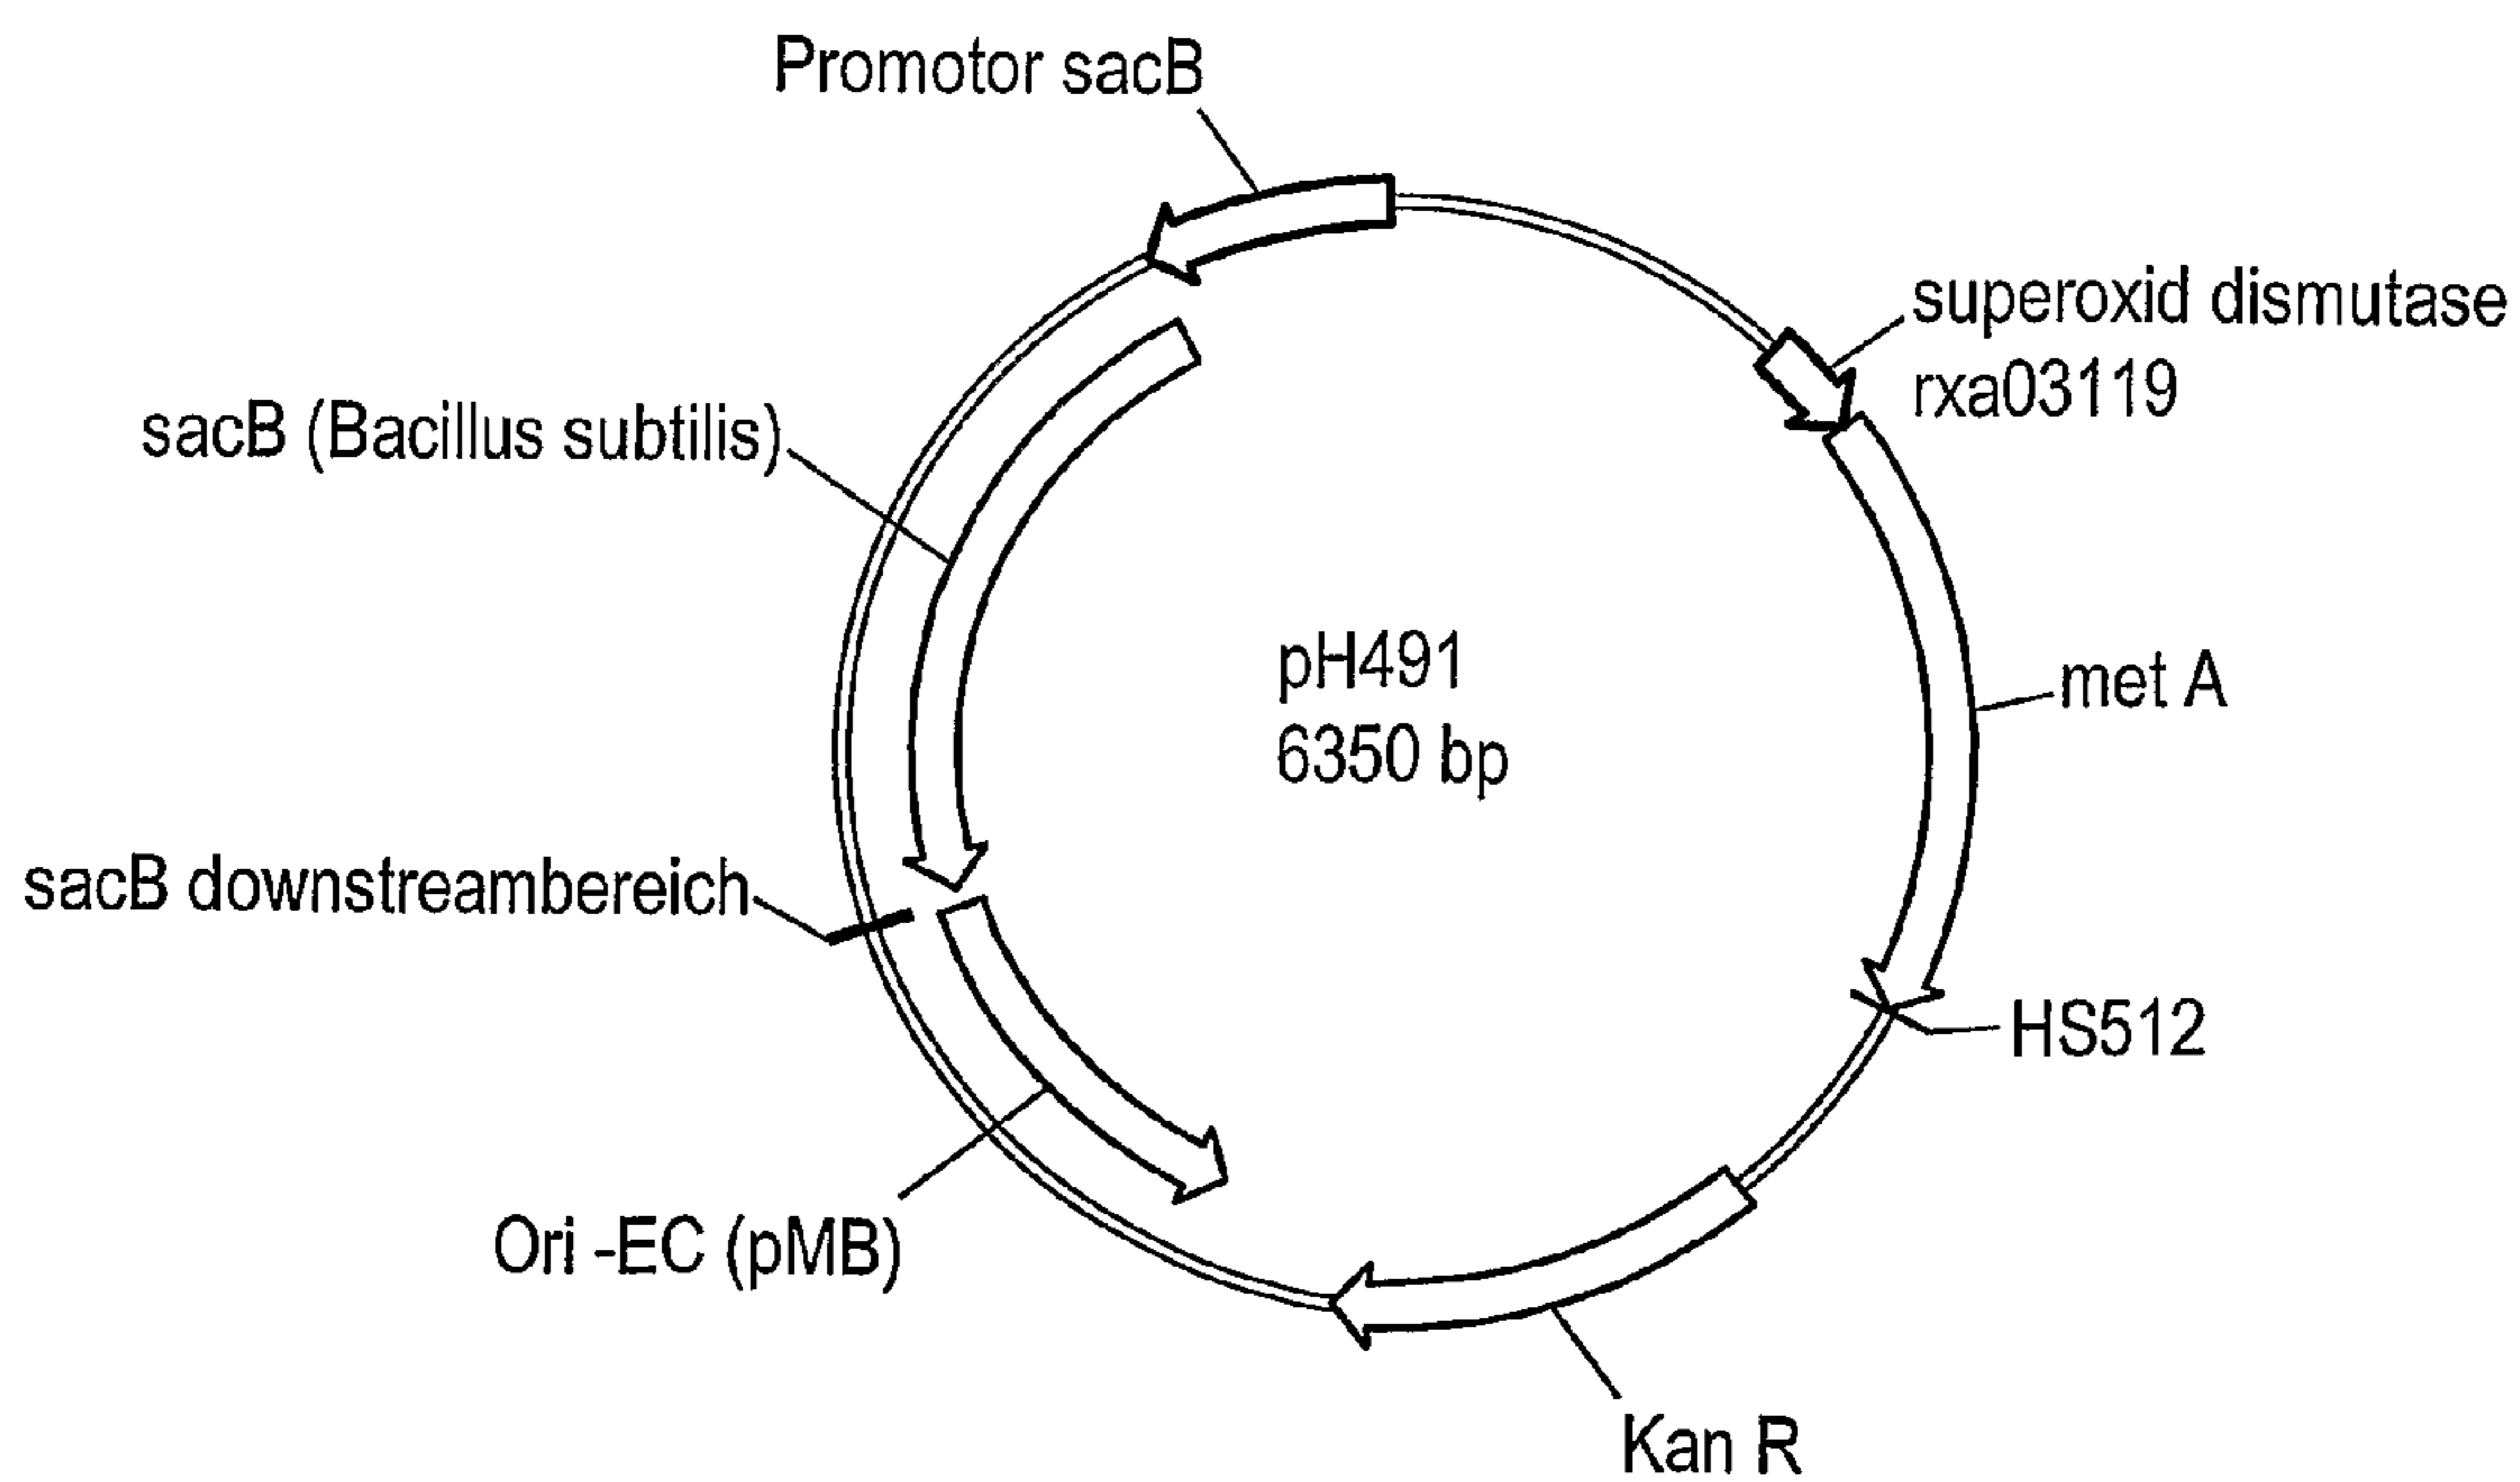 Promotor sacB
superoxid dismutase
rxa03119
sacB (Bacillus subtilis)
pH491
6350 bp
met A
sacB downstreambereich
HS512
Ori -EC (pMB)
Kan R